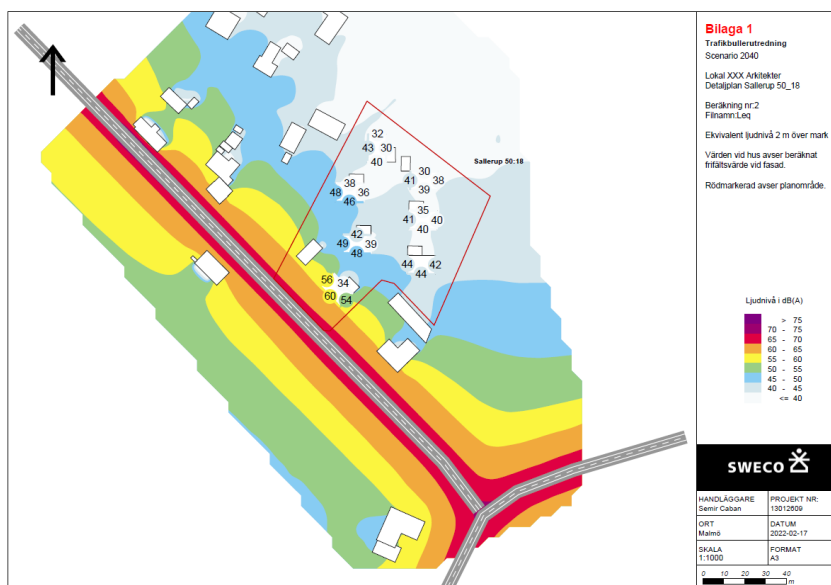 Bilaga 1
Trafikbullerutredning
Scenario 2040
Lokal XXX Arkitekter
Detaljplan Sallerup 50_18
Beräkning nr:2
Filnamn:Leq
Ekvivalent ljudnivå 2 m över mark
Värden vid hus avser beräknat
frifältsvärde vid fasad.
Rödmarkerad avser planområde.
Sallerup 50:18
32
43 30
40
30
41 38
39
38
48 36
46
35
41 40
40
42
49 39
48
44 42
44
56 34
60 54
Ljudnivå i dB(A)
> 75
70 - 75
65 - 70
60 - 65
55 - 60
50 - 55
45 - 50
40 - 45
<= 40
SWECO
HANDLÄGGARE
Semir Caban
PROJEKT NR:
13012609
ORT
Malmö
DATUM
2022-02-17
SKALA
1:1000
FORMAT
A3
0 10 20 30 40
m